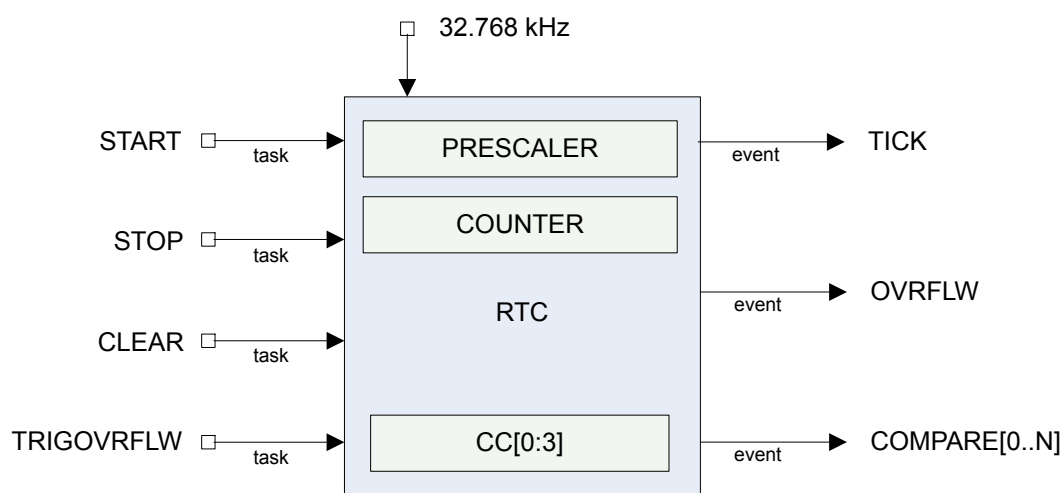 32.768 kHz
START
task
PRESCALER
event
TICK
STOP
task
COUNTER
RTC
event
OVRFLW
CLEAR
task
TRIGOVRFLW
task
CC[0:3]
event
COMPARE[0..N]